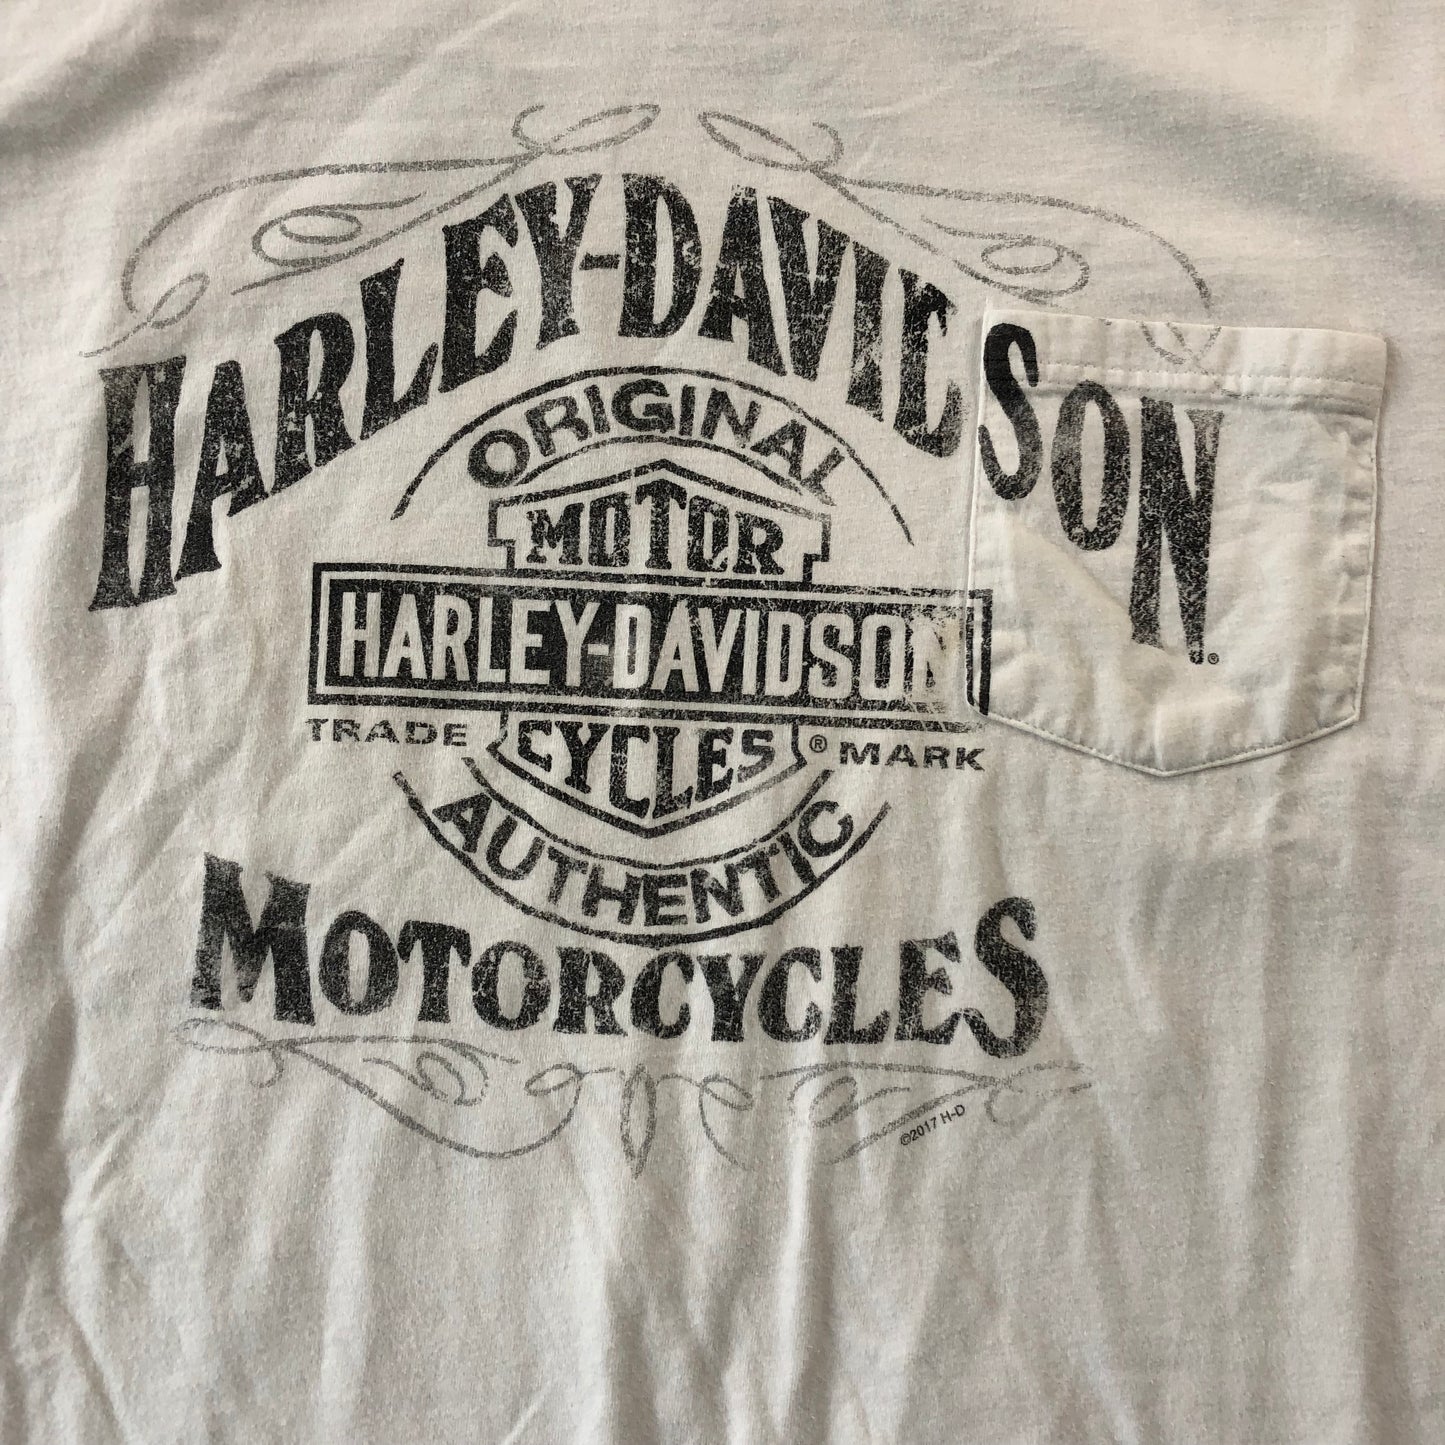 HARLEY-DAVIDSON®
ORIGINAL
MOTOR
HARLEY-DAVIDSON
TRADE CYCLES ® MARK
AUTHENTIC
MOTORCYCLES
©2017 H-D